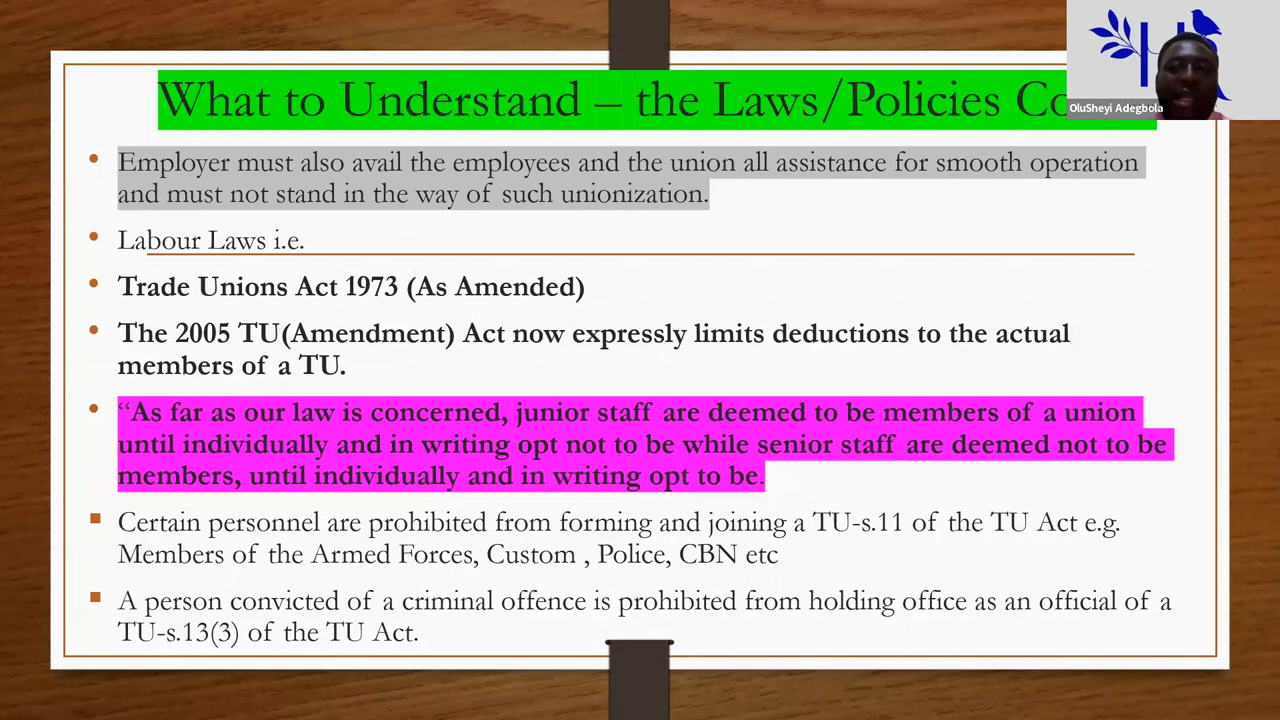 What to Understand – the Laws/Policies Co
OluSheyi Adegbola
• Employer must also avail the employees and the union all assistance for smooth operation
and must not stand in the way of such unionization.
• Labour Laws i.e.
• Trade Unions Act 1973 (As Amended)
• The 2005 TU(Amendment) Act now expressly limits deductions to the actual
members of a TU.
• “As far as our law is concerned, junior staff are deemed to be members of a union
until individually and in writing opt not to be while senior staff are deemed not to be
members, until individually and in writing opt to be.
▪ Certain personnel are prohibited from forming and joining a TU-s.11 of the TU Act e.g.
Members of the Armed Forces, Custom , Police, CBN etc
▪ A person convicted of a criminal offence is prohibited from holding office as an official of a
TU-s.13(3) of the TU Act.